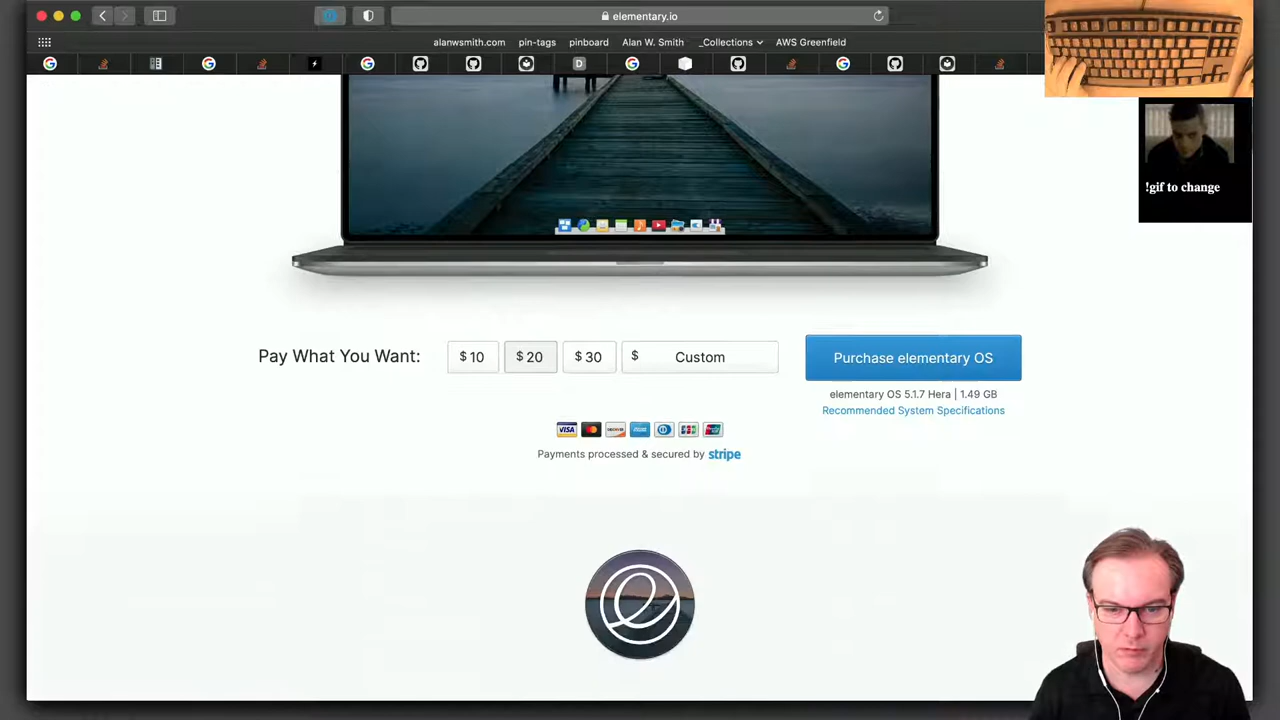 elementary.io
alanwsmith.com pin-tags pinboard Alan W. Smith _Collections AWS Greenfield
D
!gif to change
Pay What You Want: $ 10 $ 20 $ 30 $ Custom Purchase elementary OS
elementary OS 5.1.7 Hera | 1.49 GB
Recommended System Specifications
VISA
Payments processed & secured by stripe